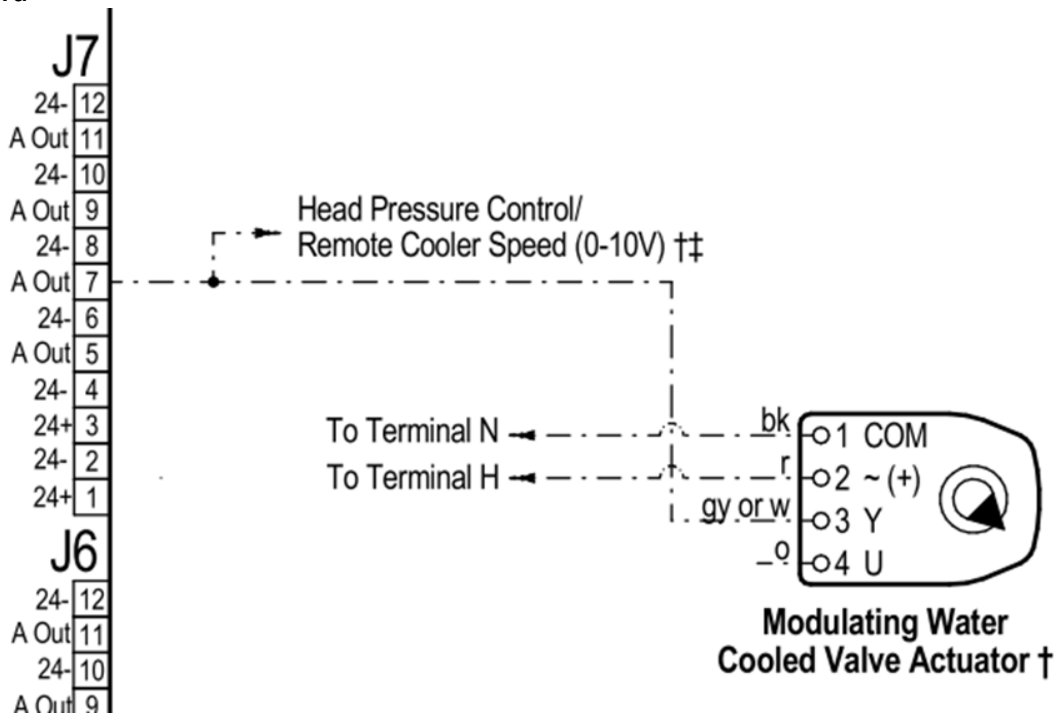 J7
24- 12
A Out 11
24- 10
A Out 9
24- 8
A Out 7
24- 6
A Out 5
24- 4
24+ 3
24- 2
24+ 1
Head Pressure Control/
Remote Cooler Speed (0-10V) †‡
To Terminal N
To Terminal H
bk
r
gy or w
o
1 COM
2 ~ (+)
3 Y
4 U
Modulating Water
Cooled Valve Actuator †
J6
24- 12
A Out 11
24- 10
A Out 9